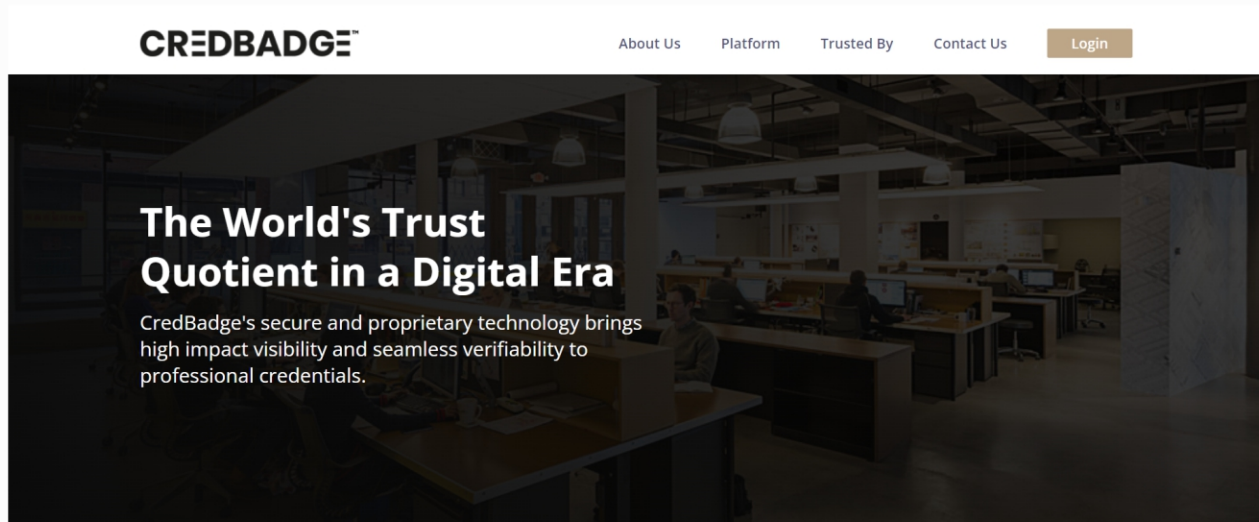 CREDBADGE™
About Us
Platform
Trusted By
Contact Us
Login
The World's Trust
Quotient in a Digital Era
CredBadge's secure and proprietary technology brings
high impact visibility and seamless verifiability to
professional credentials.